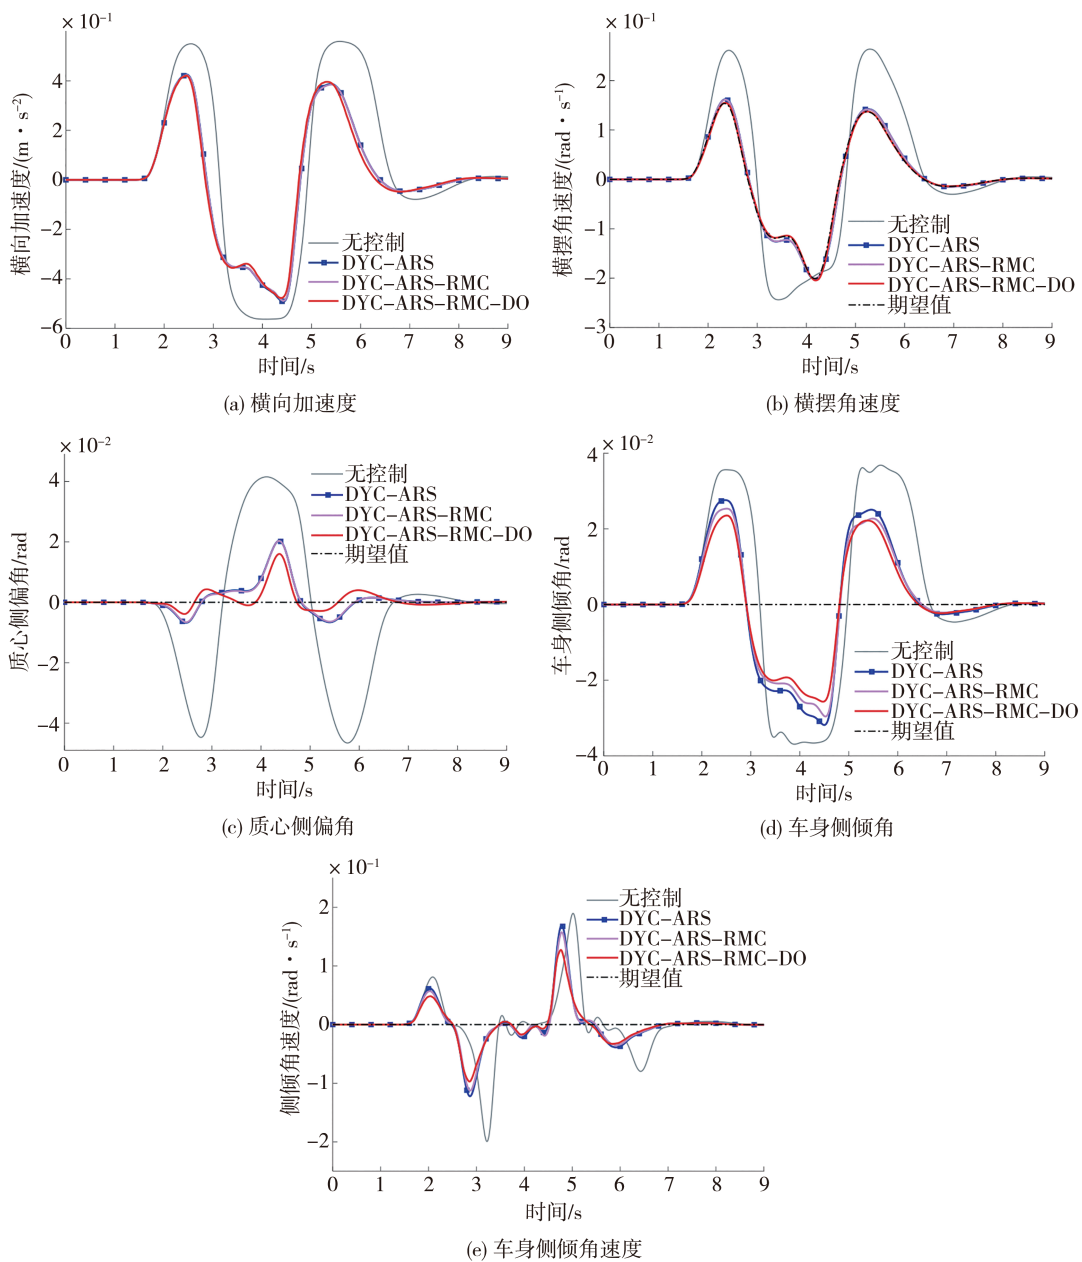 × 10⁻¹
4
2
0
−2
−4
−6
横向加速度/(m · s⁻²)
无控制
DYC−ARS
DYC−ARS−RMC
DYC−ARS−RMC−DO
0 1 2 3 4 5 6 7 8 9
时间/s
(a) 横向加速度
× 10⁻¹
2
1
0
−1
−2
−3
横摆角速度/(rad · s⁻¹)
无控制
DYC−ARS
DYC−ARS−RMC
DYC−ARS−RMC−DO
期望值
0 1 2 3 4 5 6 7 8 9
时间/s
(b) 横摆角速度
× 10⁻²
4
2
0
−2
−4
质心侧偏角/rad
无控制
DYC−ARS
DYC−ARS−RMC
DYC−ARS−RMC−DO
期望值
0 1 2 3 4 5 6 7 8 9
时间/s
(c) 质心侧偏角
× 10⁻²
4
2
0
−2
−4
车身侧倾角/rad
无控制
DYC−ARS
DYC−ARS−RMC
DYC−ARS−RMC−DO
期望值
0 1 2 3 4 5 6 7 8 9
时间/s
(d) 车身侧倾角
× 10⁻¹
2
1
0
−1
−2
侧倾角速度/(rad · s⁻¹)
无控制
DYC−ARS
DYC−ARS−RMC
DYC−ARS−RMC−DO
期望值
0 1 2 3 4 5 6 7 8 9
时间/s
(e) 车身侧倾角速度